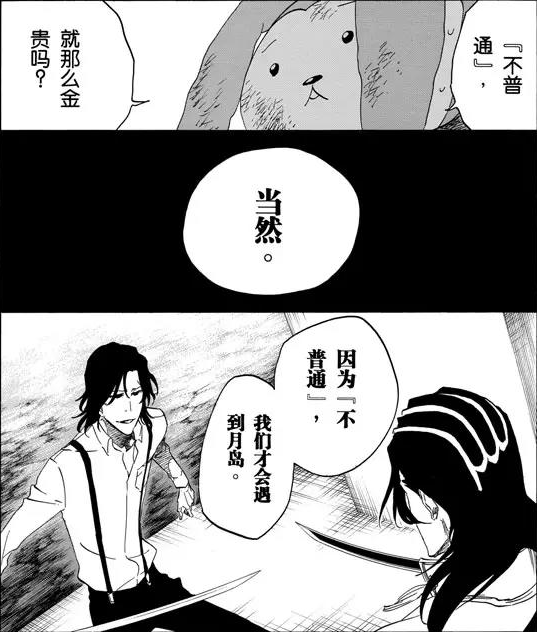 『不普
通』，
就那么金
贵吗？
当然。
因为『不
普通』，
我们才会遇
到月岛。